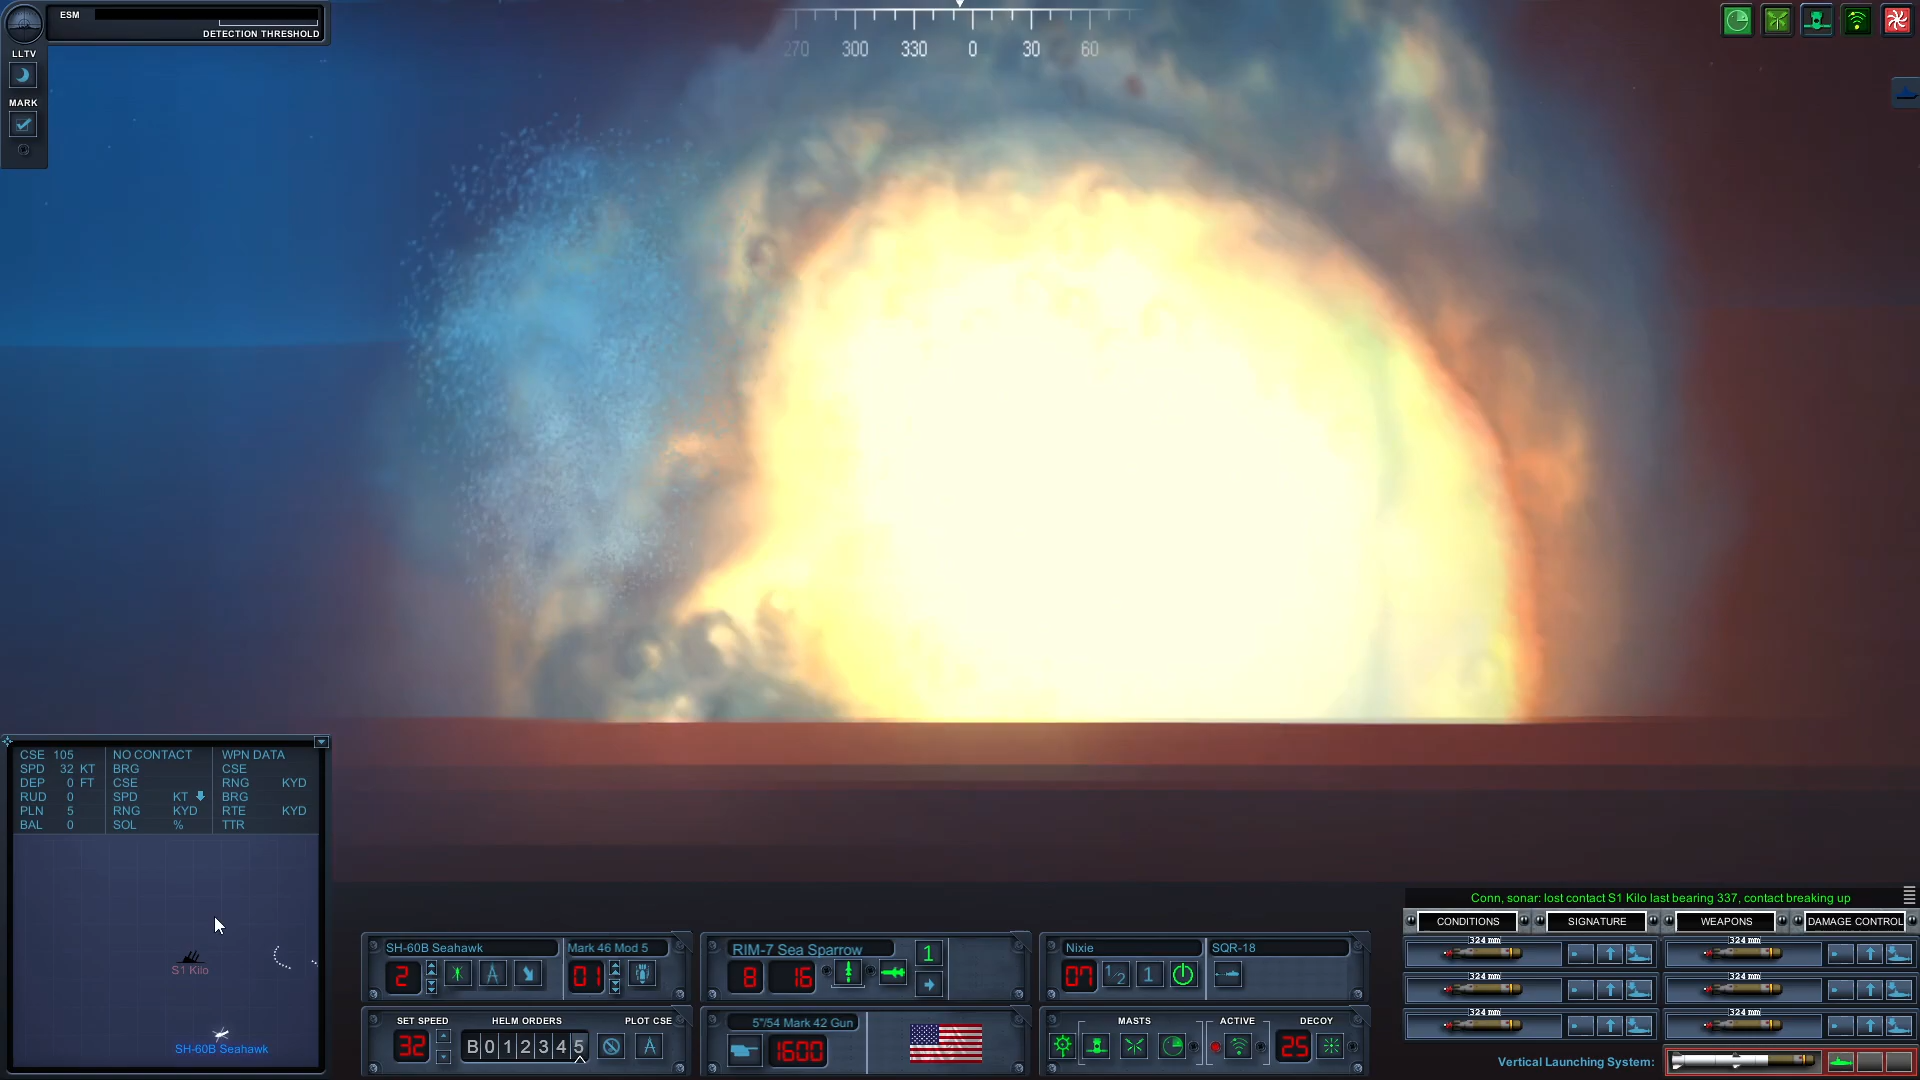 ESM
DETECTION THRESHOLD
LLTV
MARK
270 300 330 0 30 60
CSE 105 NO CONTACT WPN DATA
SPD 32 KT BRG CSE
DEP 0 FT CSE RNG KYD
RUD 0 SPD KT BRG
PLN 5 RNG KYD RTE KYD
BAL 0 SOL % TTR
S1 Kilo
SH-60B Seahawk
SH-60B Seahawk Mark 46 Mod 5
2 01
SET SPEED HELM ORDERS PLOT CSE
32 B 0 1 2 3 4 5
RIM-7 Sea Sparrow 1
8 16
5"/54 Mark 42 Gun
1600
Nixie SQR-18
07 1/2 1
MASTS ACTIVE DECOY
25
Conn, sonar: lost contact S1 Kilo last bearing 337, contact breaking up
CONDITIONS SIGNATURE WEAPONS DAMAGE CONTROL
324 mm 324 mm
324 mm 324 mm
324 mm 324 mm
Vertical Launching System: